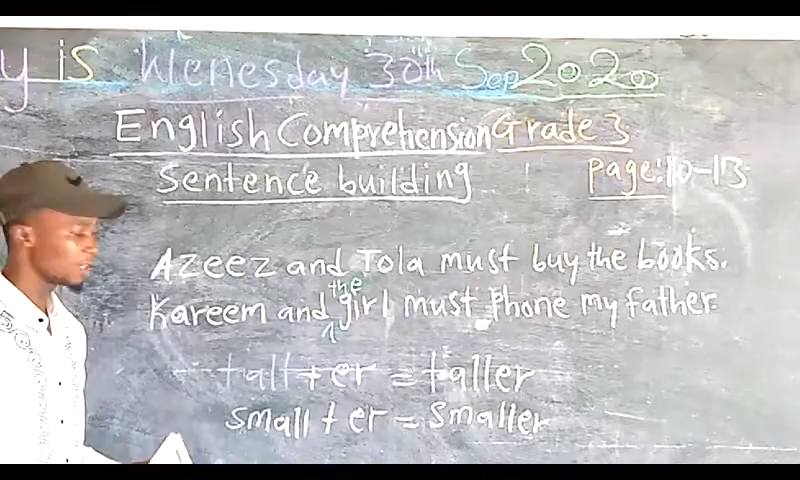 y is Wenesday 30th Sep 2020
English Comprehension Grade 3
Sentence building page: 10-13
Azeez and Tola must buy the books.
Kareem and the girl must phone my father.
tall + er = taller
small + er = smaller